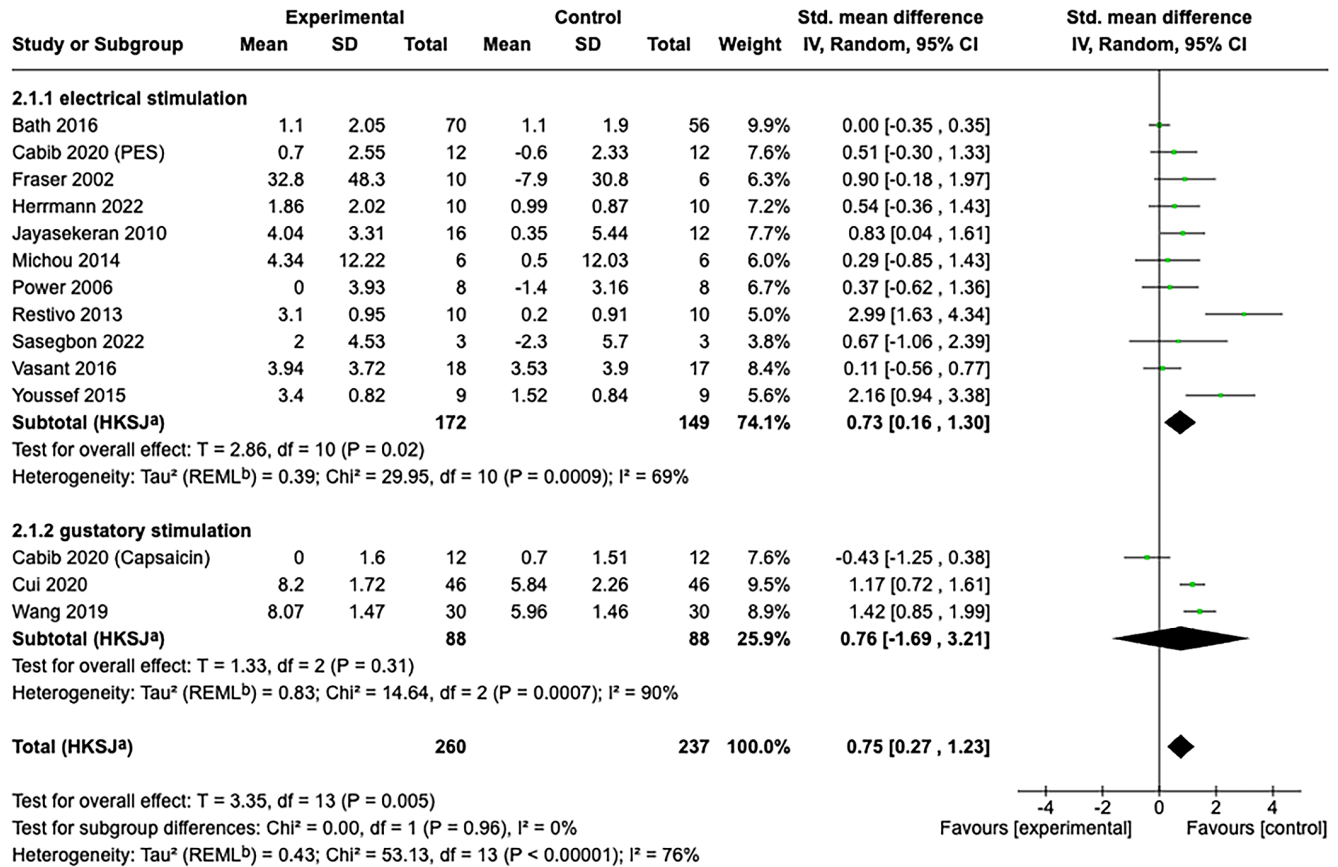 Experimental Control Std. mean difference Std. mean difference
Study or Subgroup Mean SD Total Mean SD Total Weight IV, Random, 95% CI IV, Random, 95% CI
2.1.1 electrical stimulation
Bath 2016 1.1 2.05 70 1.1 1.9 56 9.9% 0.00 [-0.35 , 0.35]
Cabib 2020 (PES) 0.7 2.55 12 -0.6 2.33 12 7.6% 0.51 [-0.30 , 1.33]
Fraser 2002 32.8 48.3 10 -7.9 30.8 6 6.3% 0.90 [-0.18 , 1.97]
Herrmann 2022 1.86 2.02 10 0.99 0.87 10 7.2% 0.54 [-0.36 , 1.43]
Jayasekeran 2010 4.04 3.31 16 0.35 5.44 12 7.7% 0.83 [0.04 , 1.61]
Michou 2014 4.34 12.22 6 0.5 12.03 6 6.0% 0.29 [-0.85 , 1.43]
Power 2006 0 3.93 8 -1.4 3.16 8 6.7% 0.37 [-0.62 , 1.36]
Restivo 2013 3.1 0.95 10 0.2 0.91 10 5.0% 2.99 [1.63 , 4.34]
Sasegbon 2022 2 4.53 3 -2.3 5.7 3 3.8% 0.67 [-1.06 , 2.39]
Vasant 2016 3.94 3.72 18 3.53 3.9 17 8.4% 0.11 [-0.56 , 0.77]
Youssef 2015 3.4 0.82 9 1.52 0.84 9 5.6% 2.16 [0.94 , 3.38]
Subtotal (HKSJᵃ) 172 149 74.1% 0.73 [0.16 , 1.30]
Test for overall effect: T = 2.86, df = 10 (P = 0.02)
Heterogeneity: Tau² (REMLᵇ) = 0.39; Chi² = 29.95, df = 10 (P = 0.0009); I² = 69%
2.1.2 gustatory stimulation
Cabib 2020 (Capsaicin) 0 1.6 12 0.7 1.51 12 7.6% -0.43 [-1.25 , 0.38]
Cui 2020 8.2 1.72 46 5.84 2.26 46 9.5% 1.17 [0.72 , 1.61]
Wang 2019 8.07 1.47 30 5.96 1.46 30 8.9% 1.42 [0.85 , 1.99]
Subtotal (HKSJᵃ) 88 88 25.9% 0.76 [-1.69 , 3.21]
Test for overall effect: T = 1.33, df = 2 (P = 0.31)
Heterogeneity: Tau² (REMLᵇ) = 0.83; Chi² = 14.64, df = 2 (P = 0.0007); I² = 90%
Total (HKSJᵃ) 260 237 100.0% 0.75 [0.27 , 1.23]
Test for overall effect: T = 3.35, df = 13 (P = 0.005)
-4 -2 0 2 4
Test for subgroup differences: Chi² = 0.00, df = 1 (P = 0.96), I² = 0%
Favours [experimental] Favours [control]
Heterogeneity: Tau² (REMLᵇ) = 0.43; Chi² = 53.13, df = 13 (P < 0.00001); I² = 76%